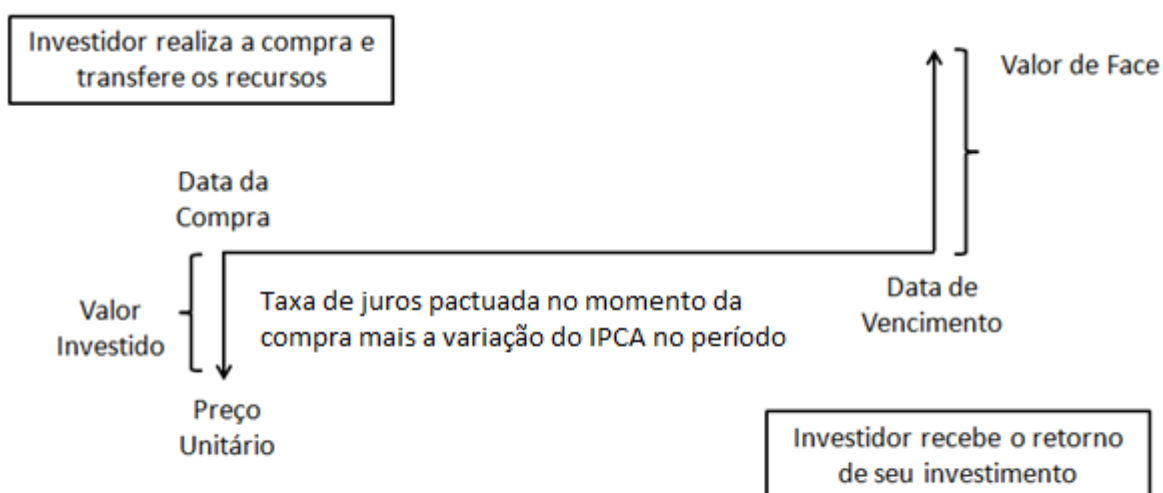 Investidor realiza a compra e
transfere os recursos
Valor de Face
Data da
Compra
Valor
Investido
Taxa de juros pactuada no momento da
compra mais a variação do IPCA no período
Data de
Vencimento
Preço
Unitário
Investidor recebe o retorno
de seu investimento